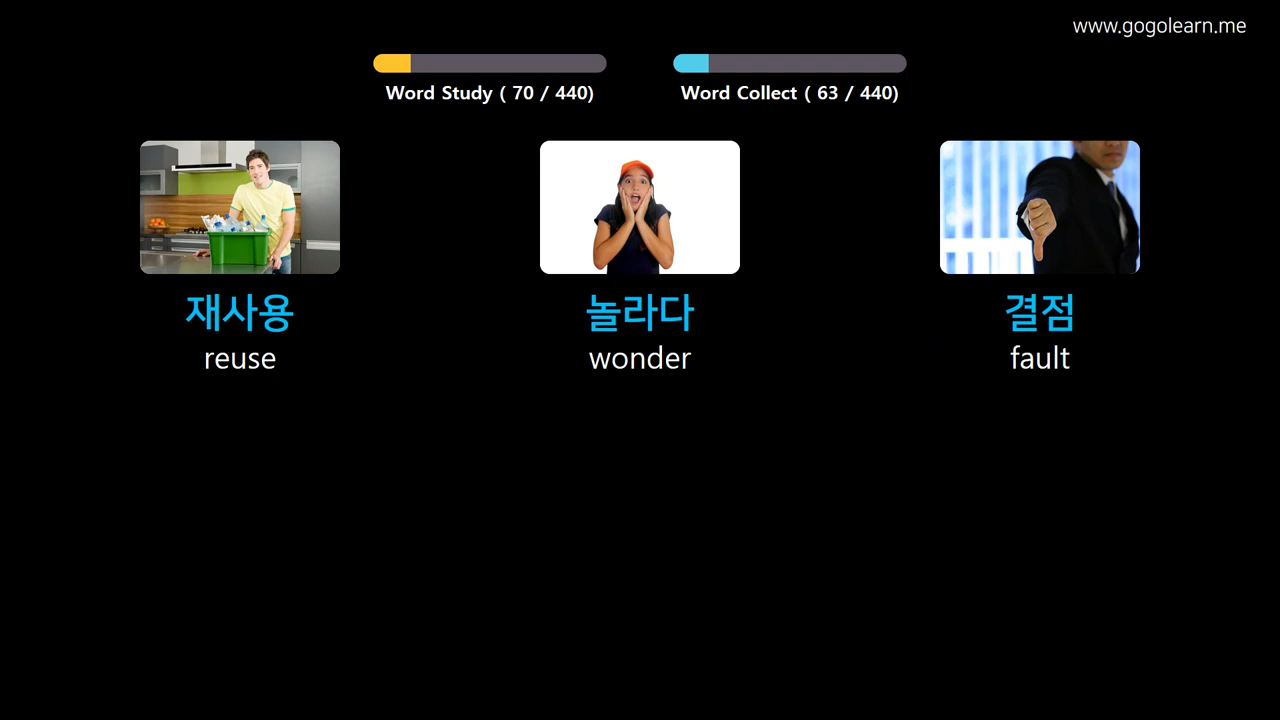 www.gogolearn.me
Word Study ( 70 / 440)
Word Collect ( 63 / 440)
재사용
reuse
놀라다
wonder
결점
fault